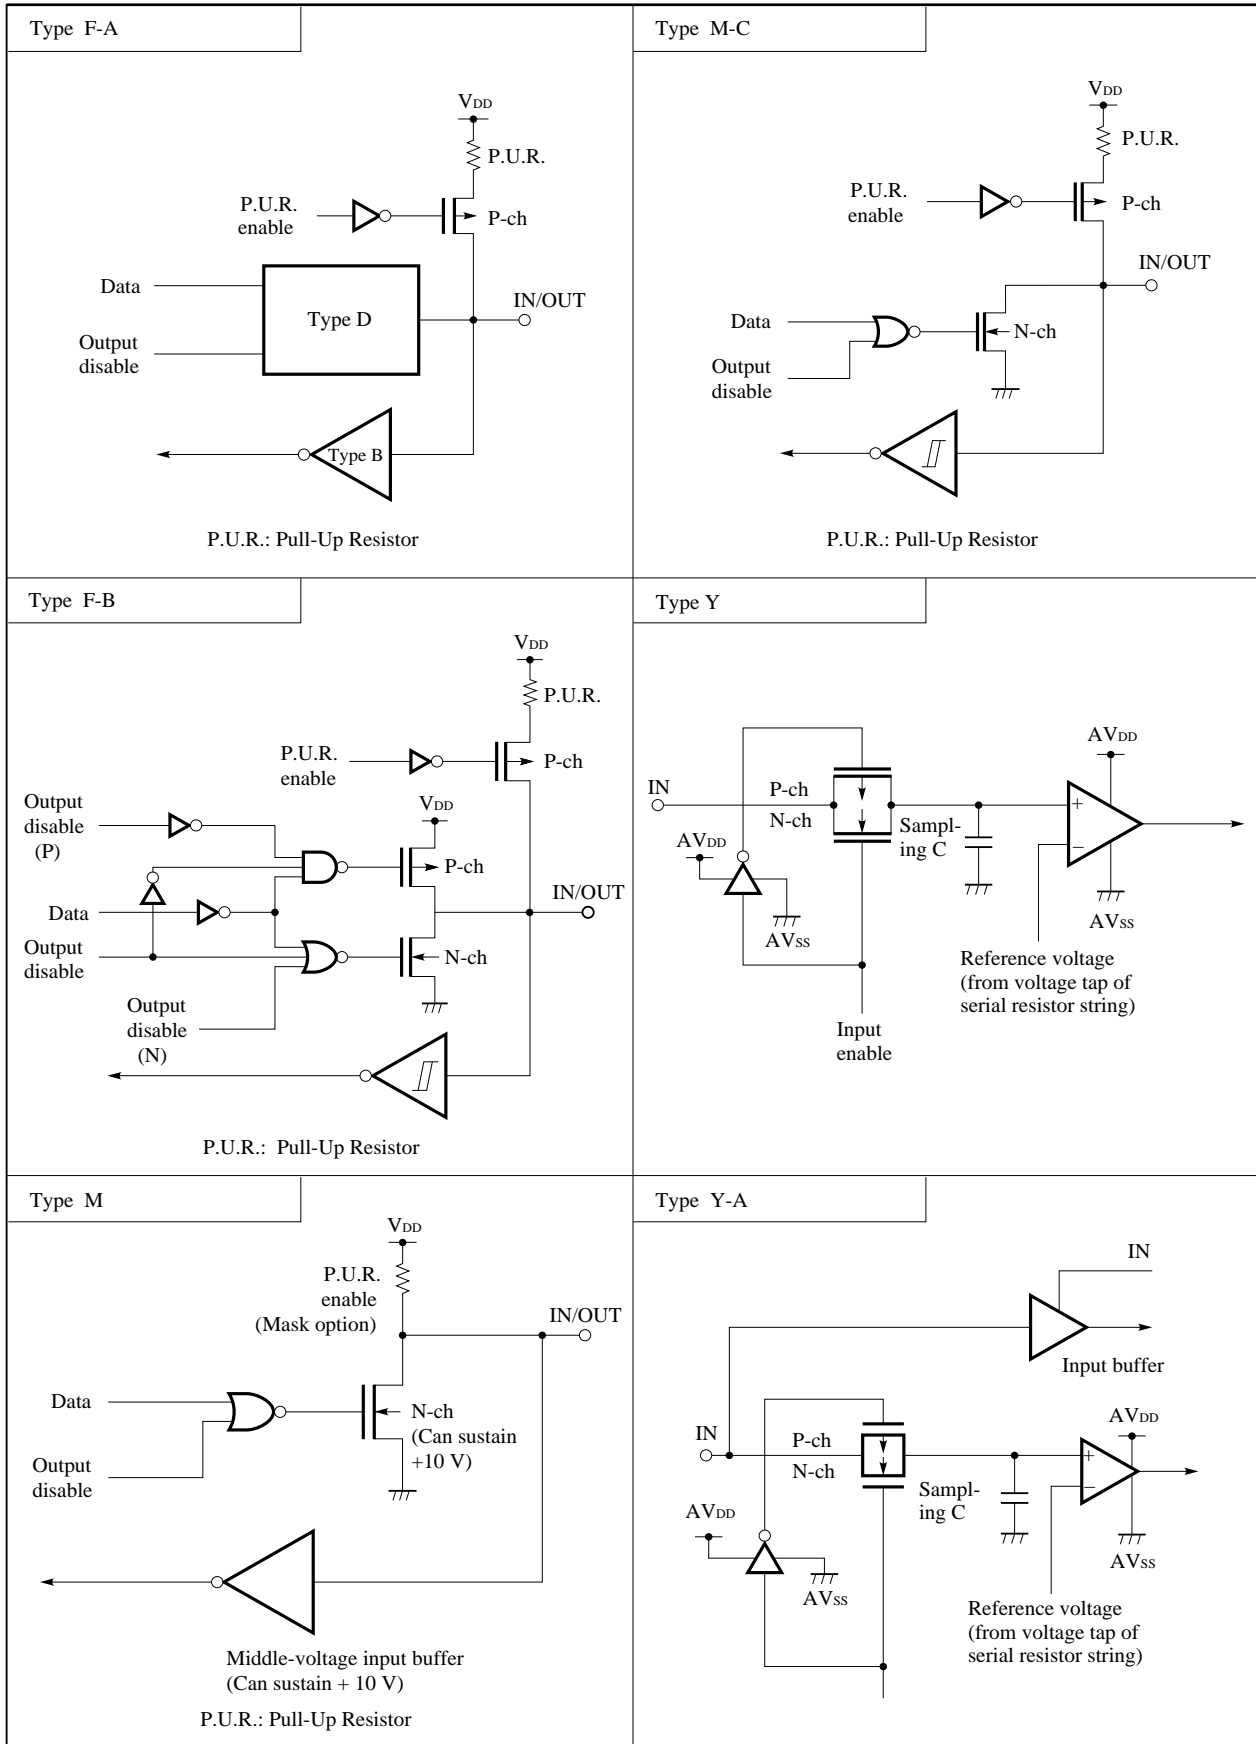 Type F-A
VDD
P.U.R.
P.U.R.
enable
P-ch
Data
Type D
IN/OUT
Output
disable
Type B
P.U.R.: Pull-Up Resistor
Type M-C
VDD
P.U.R.
P.U.R.
enable
P-ch
IN/OUT
Data
N-ch
Output
disable
P.U.R.: Pull-Up Resistor
Type F-B
VDD
P.U.R.
P.U.R.
enable
P-ch
Output
disable
(P)
VDD
P-ch
IN/OUT
Data
Output
disable
N-ch
Output
disable
(N)
P.U.R.: Pull-Up Resistor
Type Y
AVDD
IN
P-ch
N-ch
+
−
Sampl-
ing C
AVDD
AVSS
AVSS
Reference voltage
(from voltage tap of
serial resistor string)
Input
enable
Type M
VDD
P.U.R.
enable
(Mask option)
IN/OUT
Data
N-ch
(Can sustain
+10 V)
Output
disable
Middle-voltage input buffer
(Can sustain + 10 V)
P.U.R.: Pull-Up Resistor
Type Y-A
IN
Input buffer
AVDD
IN
P-ch
N-ch
+
−
Sampl-
ing C
AVDD
AVSS
AVSS
Reference voltage
(from voltage tap of
serial resistor string)